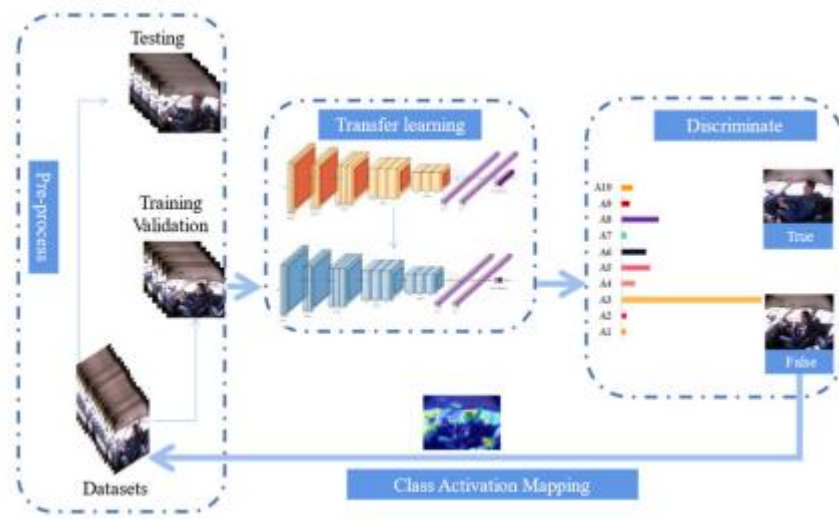 Testing
Pre-process
Training
Validation
Datasets
Transfer learning
Discriminate
A10
A9
A8
A7
A6
A5
A4
A3
A2
A1
True
False
Class Activation Mapping